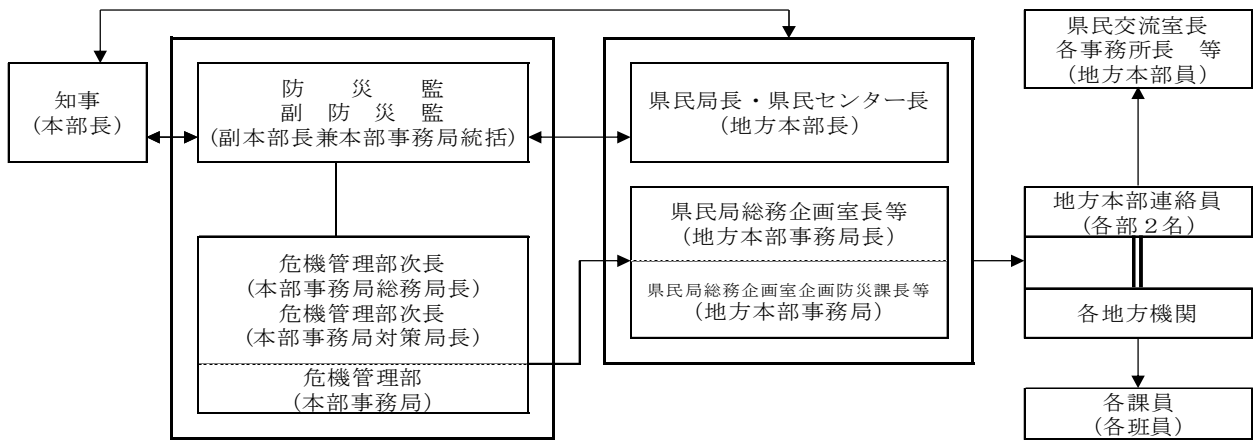 知事
(本部長)
防　災　監
副　防　災　監
(副本部長兼本部事務局統括)
危機管理部次長
(本部事務局総務局長)
危機管理部次長
(本部事務局対策局長)
危機管理部
(本部事務局)
県民局長・県民センター長
(地方本部長)
県民局総務企画室長等
(地方本部事務局長)
県民局総務企画室企画防災課長等
(地方本部事務局)
県民交流室長
各事務所長　等
(地方本部員)
地方本部連絡員
(各部２名)
各地方機関
各課員
(各班員)